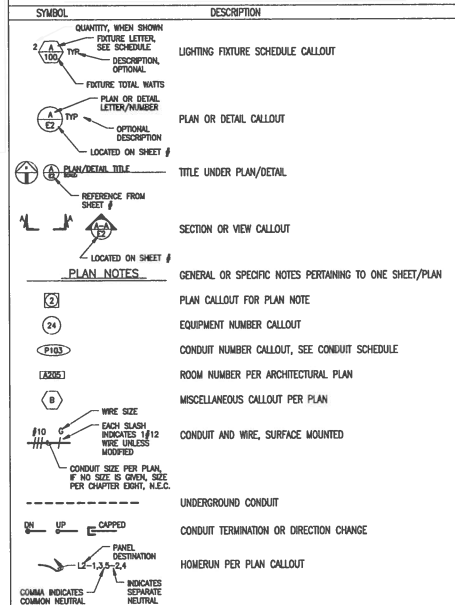 SYMBOL DESCRIPTION
QUANTITY, WHEN SHOWN
FIXTURE LETTER,
SEE SCHEDULE
2 A TYP
100
DESCRIPTION,
OPTIONAL
FIXTURE TOTAL WATTS
LIGHTING FIXTURE SCHEDULE CALLOUT
PLAN OR DETAIL
LETTER/NUMBER
A TYP
E2
OPTIONAL
DESCRIPTION
LOCATED ON SHEET #
PLAN OR DETAIL CALLOUT
A PLAN/DETAIL TITLE
E2
REFERENCE FROM
SHEET #
TITLE UNDER PLAN/DETAIL
A A A-A
E2
LOCATED ON SHEET #
SECTION OR VIEW CALLOUT
PLAN NOTES GENERAL OR SPECIFIC NOTES PERTAINING TO ONE SHEET/PLAN
2 PLAN CALLOUT FOR PLAN NOTE
24 EQUIPMENT NUMBER CALLOUT
P103 CONDUIT NUMBER CALLOUT, SEE CONDUIT SCHEDULE
A205 ROOM NUMBER PER ARCHITECTURAL PLAN
B MISCELLANEOUS CALLOUT PER PLAN
WIRE SIZE
#10 G
EACH SLASH
INDICATES 1#12
WIRE UNLESS
MODIFIED
CONDUIT SIZE PER PLAN,
IF NO SIZE IS GIVEN, SIZE
PER CHAPTER EIGHT, N.E.C.
CONDUIT AND WIRE, SURFACE MOUNTED
UNDERGROUND CONDUIT
DN UP CAPPED CONDUIT TERMINATION OR DIRECTION CHANGE
PANEL
DESTINATION
L2-1,3,5-2,4
HOMERUN PER PLAN CALLOUT
COMMA INDICATES
COMMON NEUTRAL
INDICATES
SEPARATE
NEUTRAL